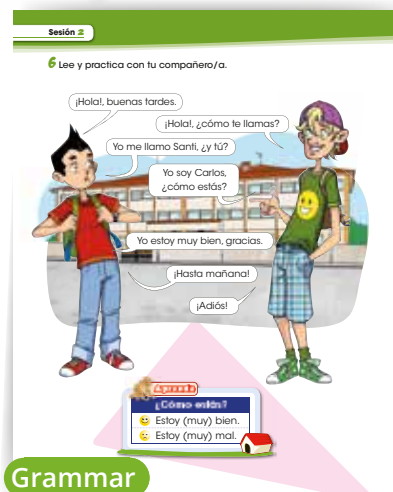 Sesión 2
6 Lee y practica con tu compañero/a.
¡Hola!, buenas tardes.
¡Hola!, ¿cómo te llamas?
Yo me llamo Santi, ¿y tú?
Yo soy Carlos,
¿cómo estás?
Yo estoy muy bien, gracias.
¡Hasta mañana!
¡Adiós!
Aprende
¿Cómo estás?
Estoy (muy) bien.
Estoy (muy) mal.
Grammar